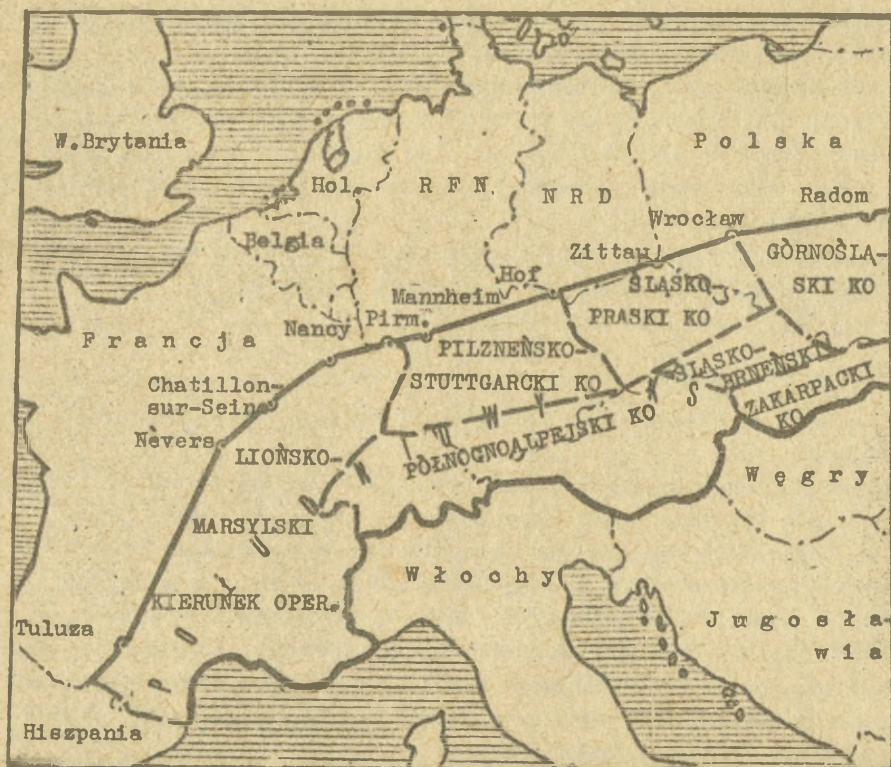 W.Brytania
Hol.
R F N
N R D
P o l s k a
Belgia
Radom
Wrocław
Zittau
Hof
Mannheim
Pirm.
Nancy
F r a n c j a
Chatillon-
sur-Seine
Nevers
GÓRNOŚLĄ-
SKI KO
ŚLĄSKO-
PRASKI KO
PILZNEŃSKO-
STUTTGARCKI KO
ŚLĄSKO-
BRNEŃSKI
ZAKARPACKI
KO
PÓŁNOCNOALPEJSKI KO
LIOŃSKO-
MARSYLSKI
KIERUNEK OPER.
W ę g r y
W ł o c h y
J u g o s ł a-
w i a
Tuluza
Hiszpania